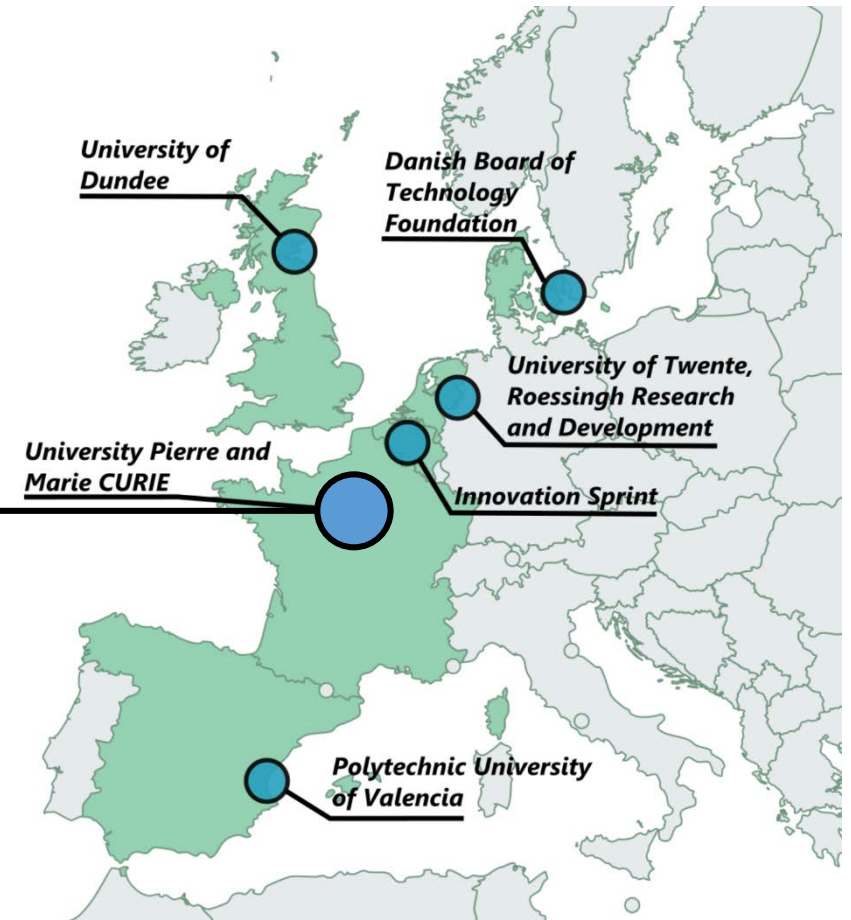 University of
Dundee
Danish Board of
Technology
Foundation
University of Twente,
Roessingh Research
and Development
University Pierre and
Marie CURIE
Innovation Sprint
Polytechnic University
of Valencia